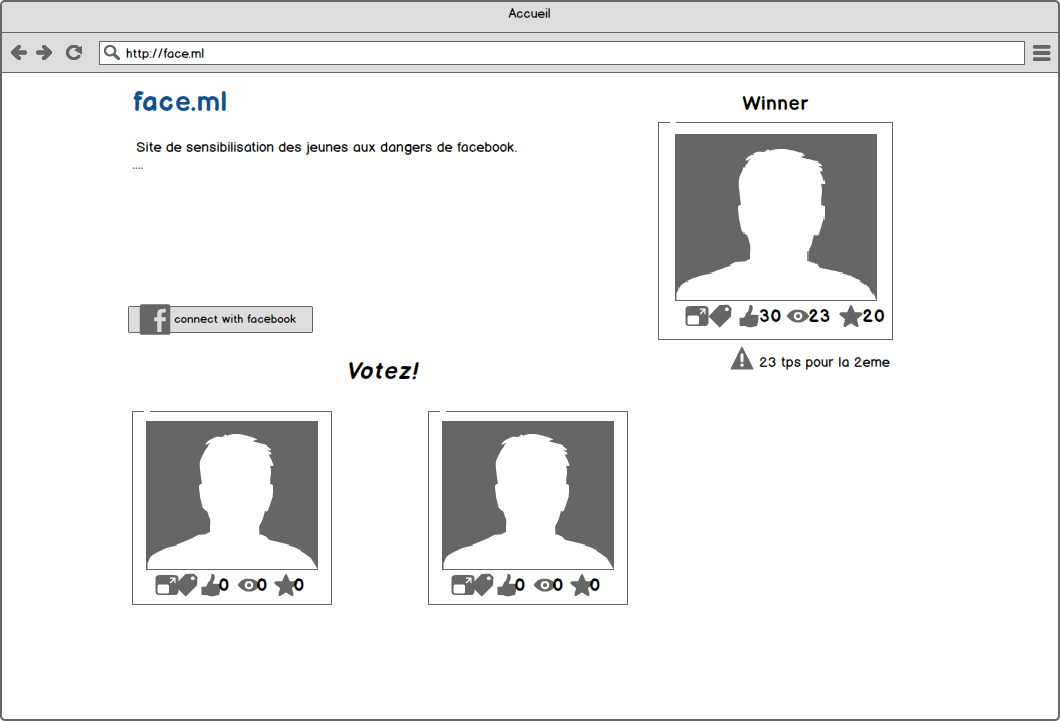 Accueil
http://face.ml
face.ml
Site de sensibilisation des jeunes aux dangers de facebook.
....
connect with facebook
Winner
30 23 20
23 tps pour la 2eme
Votez!
0 0 0
0 0 0